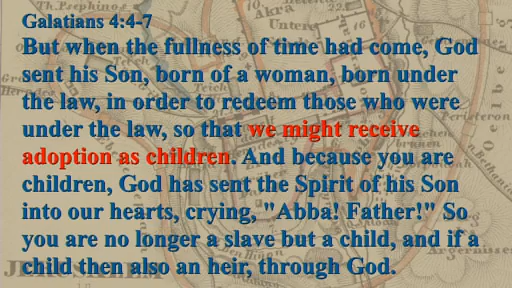 Galatians 4:4-7
But when the fullness of time had come, God
sent his Son, born of a woman, born under
the law, in order to redeem those who were
under the law, so that we might receive
adoption as children. And because you are
children, God has sent the Spirit of his Son
into our hearts, crying, "Abba! Father!" So
you are no longer a slave but a child, and if a
child then also an heir, through God.
JERUSALEM
Akra
Unters
Teich